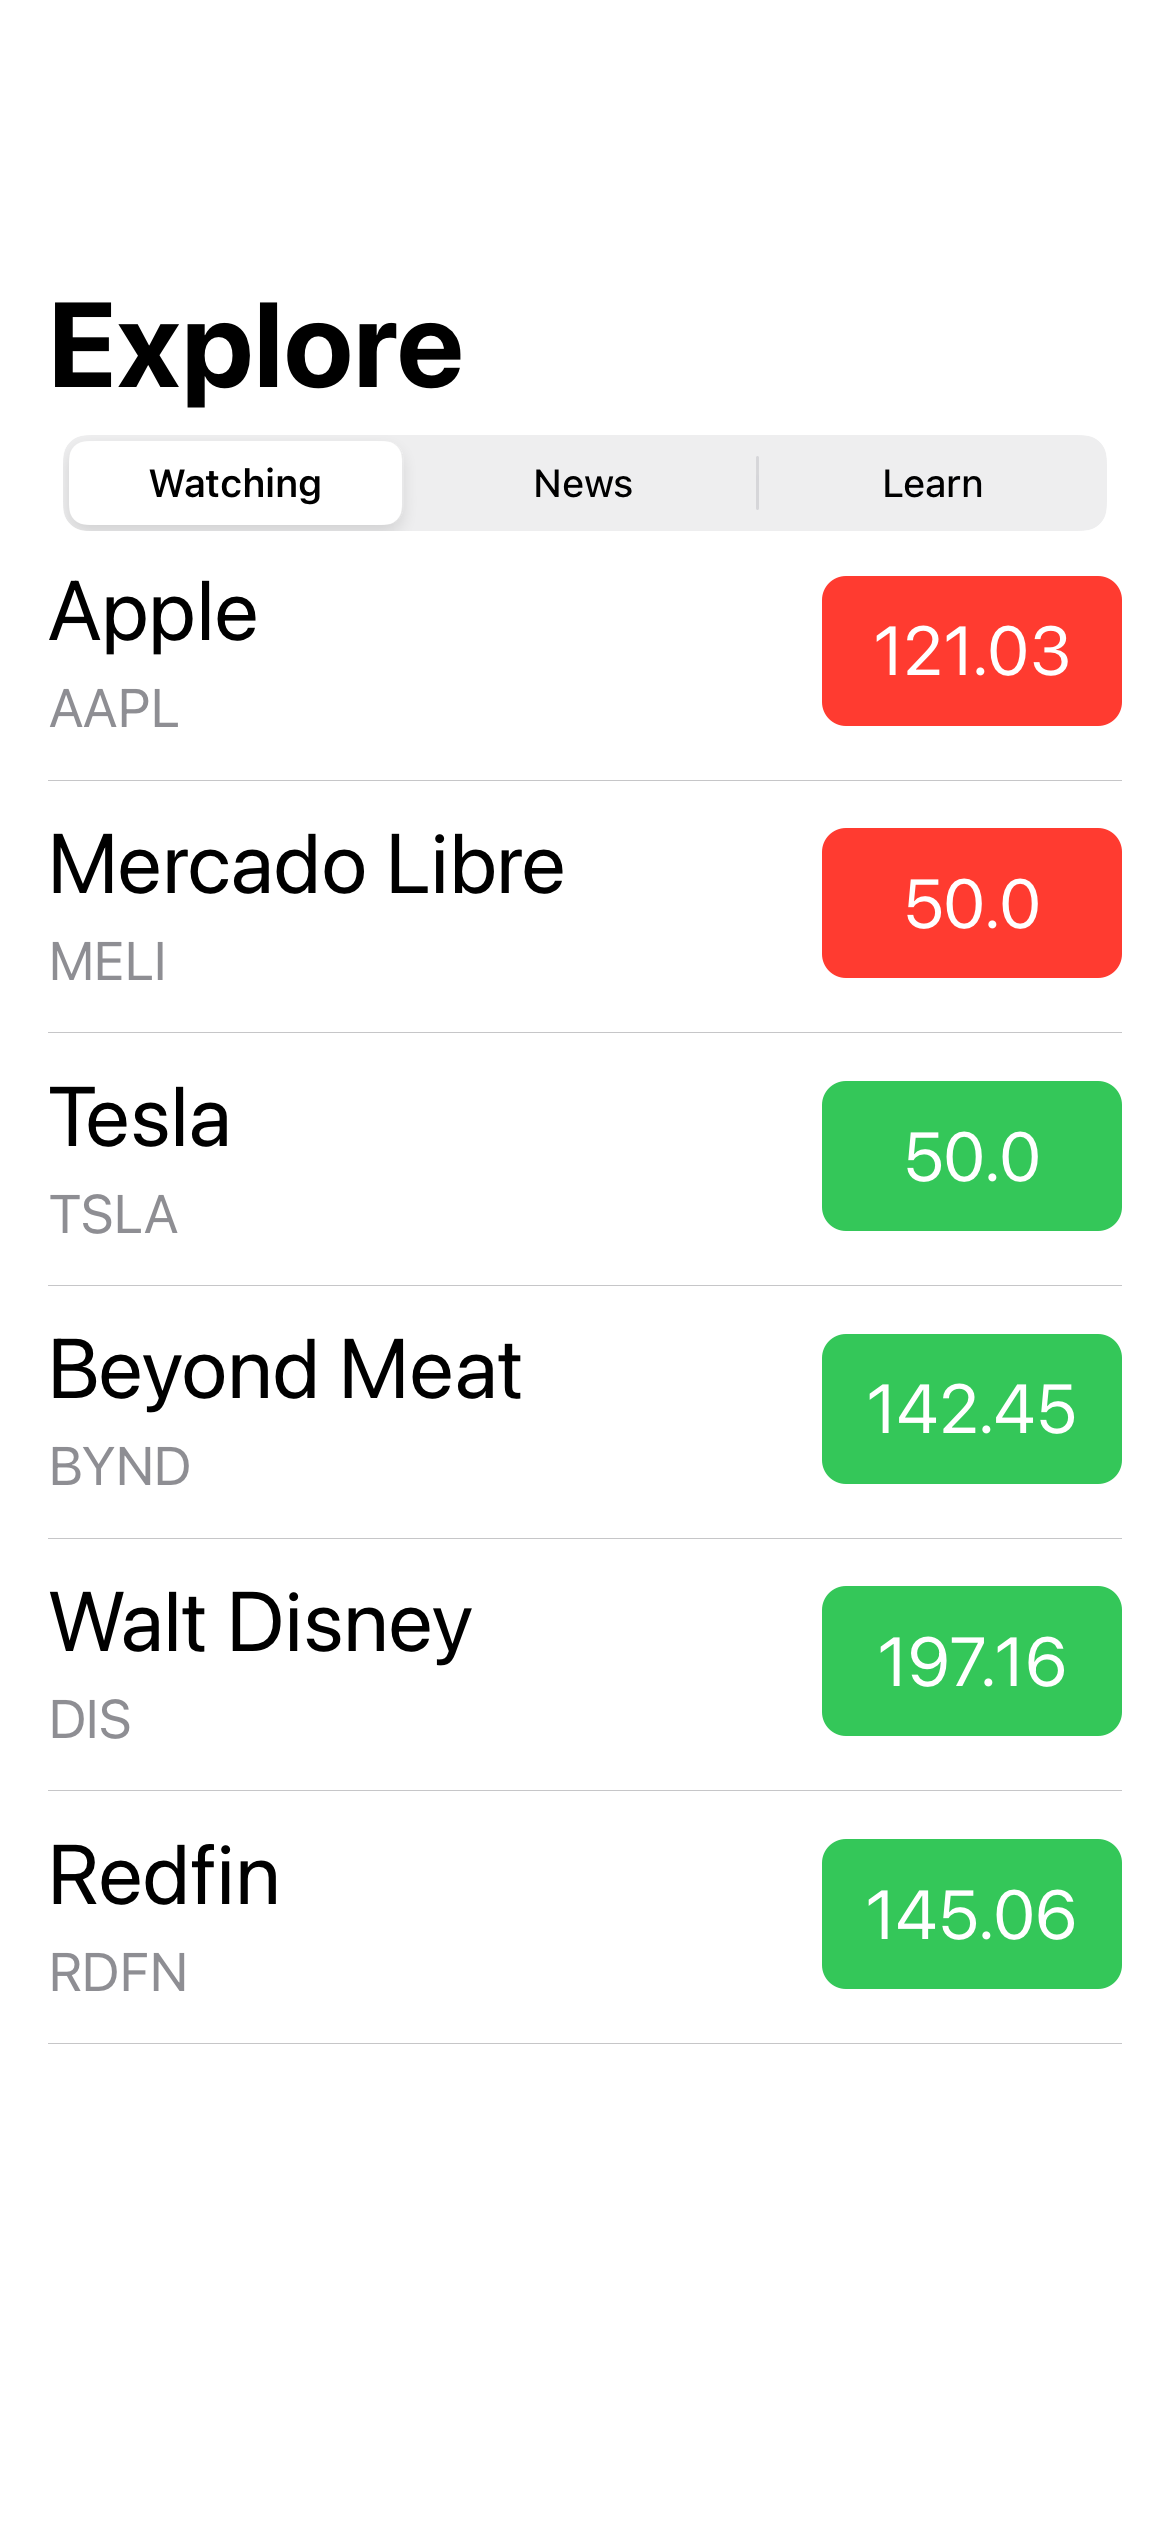 Explore
Watching News Learn
Apple 121.03
AAPL
Mercado Libre 50.0
MELI
Tesla 50.0
TSLA
Beyond Meat 142.45
BYND
Walt Disney 197.16
DIS
Redfin 145.06
RDFN